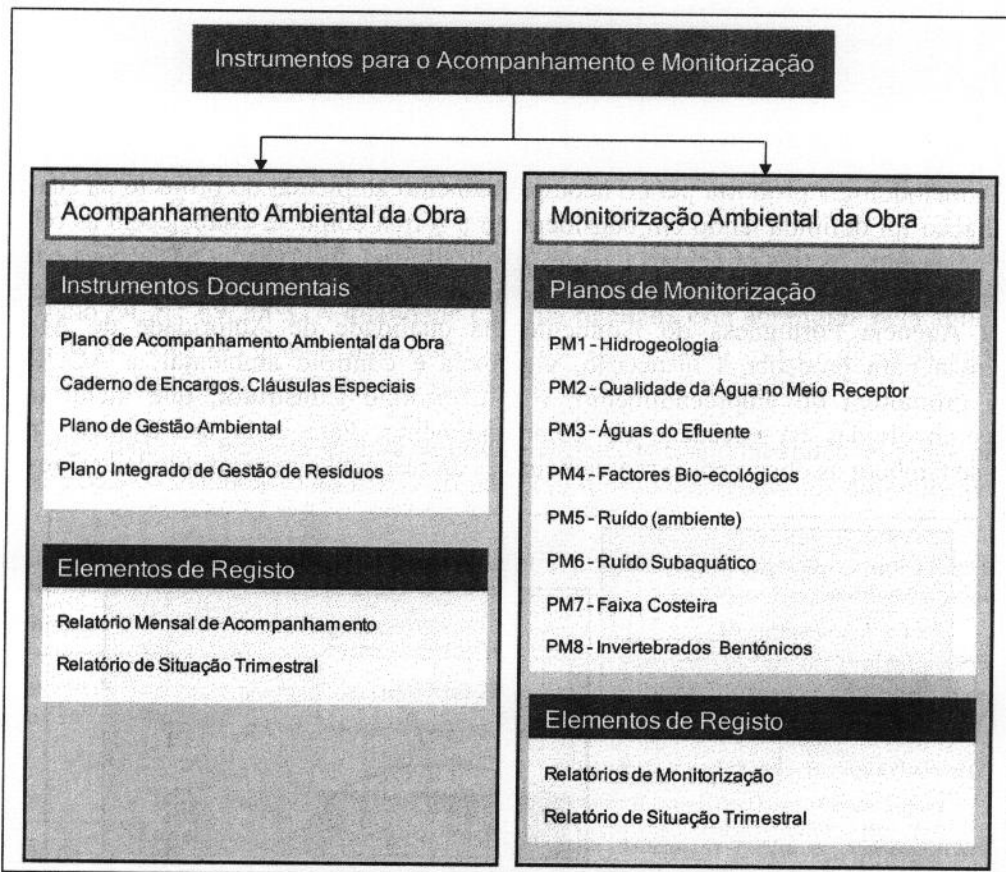 Instrumentos para o Acompanhamento e Monitorização
Acompanhamento Ambiental da Obra
Instrumentos Documentais
Plano de Acompanhamento Ambiental da Obra
Caderno de Encargos. Cláusulas Especiais
Plano de Gestão Ambiental
Plano Integrado de Gestão de Resíduos
Elementos de Registo
Relatório Mensal de Acompanhamento
Relatório de Situação Trimestral
Monitorização Ambiental da Obra
Planos de Monitorização
PM1 - Hidrogeologia
PM2 - Qualidade da Água no Meio Receptor
PM3 - Águas do Efluente
PM4 - Factores Bio-ecológicos
PM5 - Ruído (ambiente)
PM6 - Ruído Subaquático
PM7 - Faixa Costeira
PM8 - Invertebrados Bentónicos
Elementos de Registo
Relatórios de Monitorização
Relatório de Situação Trimestral